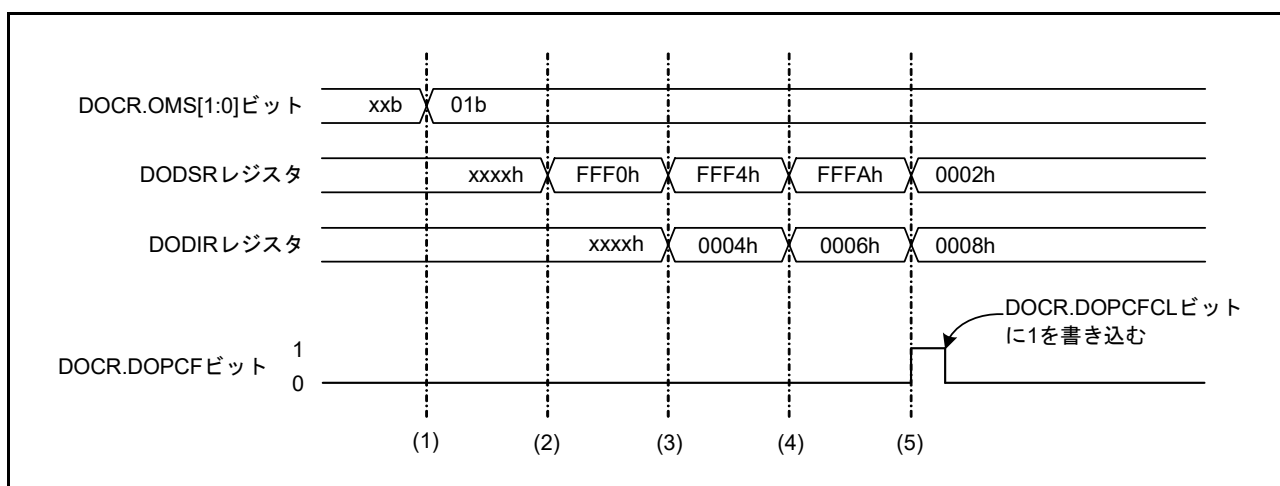 DOCR.OMS[1:0]ビット xxb 01b
DODSRレジスタ xxxxh FFF0h FFF4h FFFAh 0002h
DODIRレジスタ xxxxh 0004h 0006h 0008h
DOCR.DOPCFCLビット
に1を書き込む
DOCR.DOPCFビット 1
0
(1) (2) (3) (4) (5)